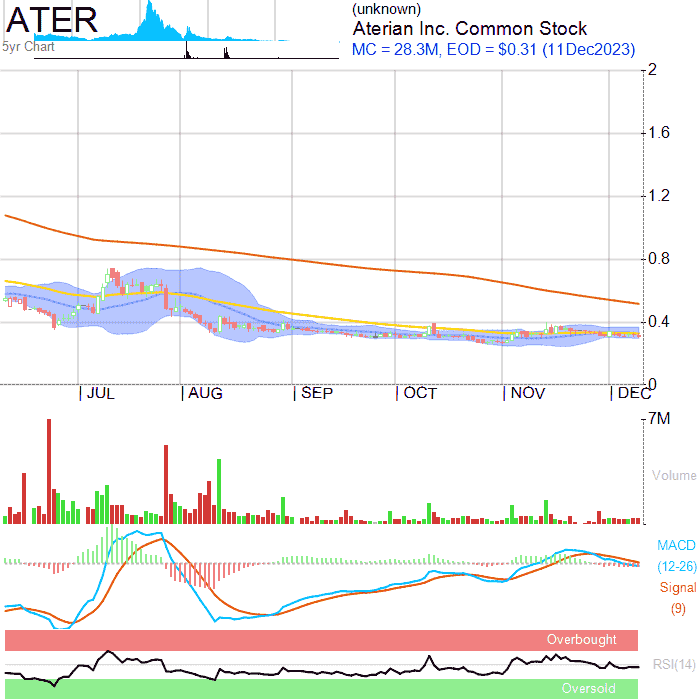 ATER
5yr Chart
(unknown)
Aterian Inc. Common Stock
MC = 28.3M, EOD = $0.31 (11Dec2023)
2
1.6
1.2
0.8
0.4
0
JUL AUG SEP OCT NOV DEC
7M
Volume
MACD
(12-26)
Signal
(9)
Overbought
RSI(14)
Oversold